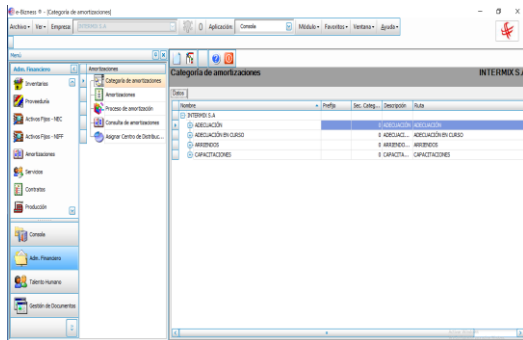 e-Bizness ® - [Categoría de amortizaciones]
Archivo Ver Empresa INTERMIX S.A Aplicación Consola Módulo Favoritos Ventana Ayuda
Menú
Adm. Financiero
Inventarios
Proveeduría
Activos Fijos - NEC
Activos Fijos - NIFF
Amortizaciones
Servicios
Contratos
Producción
Consola
Adm. Financiero
Talento Humano
Gestión de Documentos
Amortizaciones
Categoría de amortizaciones
Amortizaciones
Proceso de amortización
Consulta de amortizaciones
Asignar Centro de Distribuc...
Categoría de amortizaciones INTERMIX S.A
Datos
Nombre Prefijo Sec. Categ... Descripción Ruta
INTERMIX S.A
ADECUACIÓN 0 ADECUACIÓN ADECUACIÓN
ADECUACIÓN EN CURSO 0 ADECUACI... ADECUACIÓN EN CURSO
ARRIENDOS 0 ARRIENDO... ARRIENDOS
CAPACITACIONES 0 CAPACITA... CAPACITACIONES